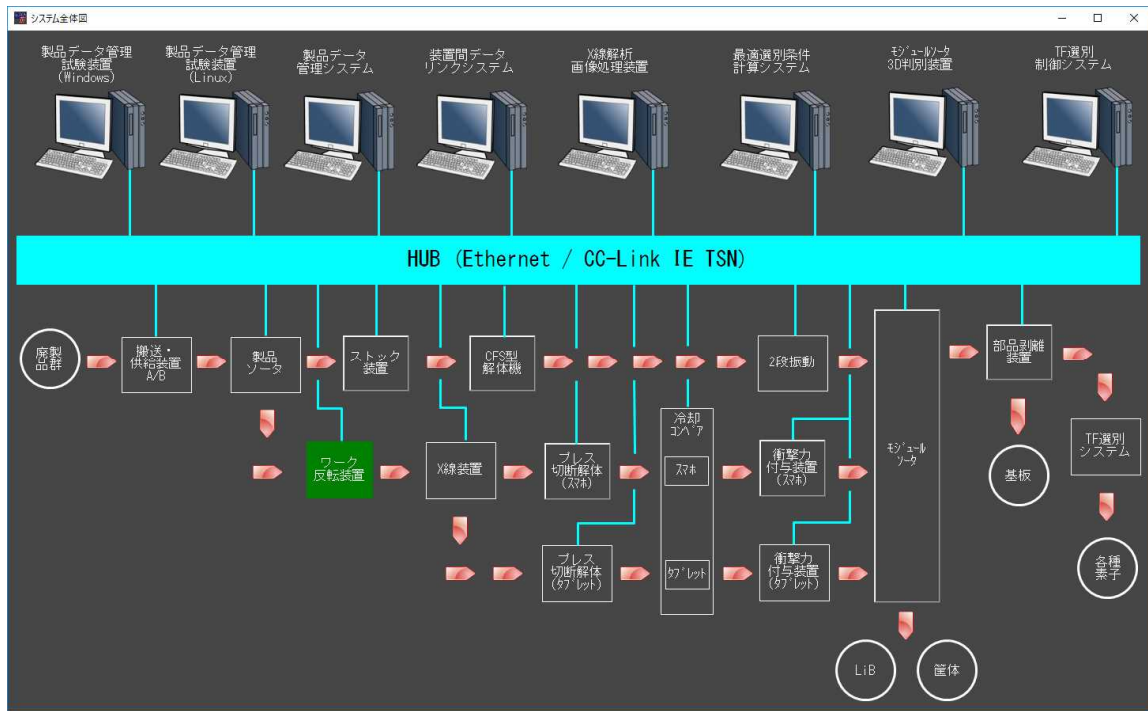 システム全体図
製品データ管理
試験装置
(Windows)
製品データ管理
試験装置
(Linux)
製品データ
管理システム
装置間データ
リンクシステム
X線解析
画像処理装置
最適選別条件
計算システム
ﾓｼﾞｭｰﾙｿｰﾀ
3D判別装置
TF選別
制御システム
HUB (Ethernet / CC-Link IE TSN)
廃製
品群
搬送・
供給装置
A/B
製品
ソータ
ストック
装置
CFS型
解体機
2段振動
部品剥離
装置
冷却
ｺﾝﾍﾞｱ
ワーク
反転装置
X線装置
プレス
切断解体
(ｽﾏﾎ)
ｽﾏﾎ
衝撃力
付与装置
(ｽﾏﾎ)
ﾓｼﾞｭｰﾙ
ｿｰﾀ
基板
TF選別
システム
プレス
切断解体
(ﾀﾌﾞﾚｯﾄ)
ﾀﾌﾞﾚｯﾄ
衝撃力
付与装置
(ﾀﾌﾞﾚｯﾄ)
各種
素子
LiB
筐体